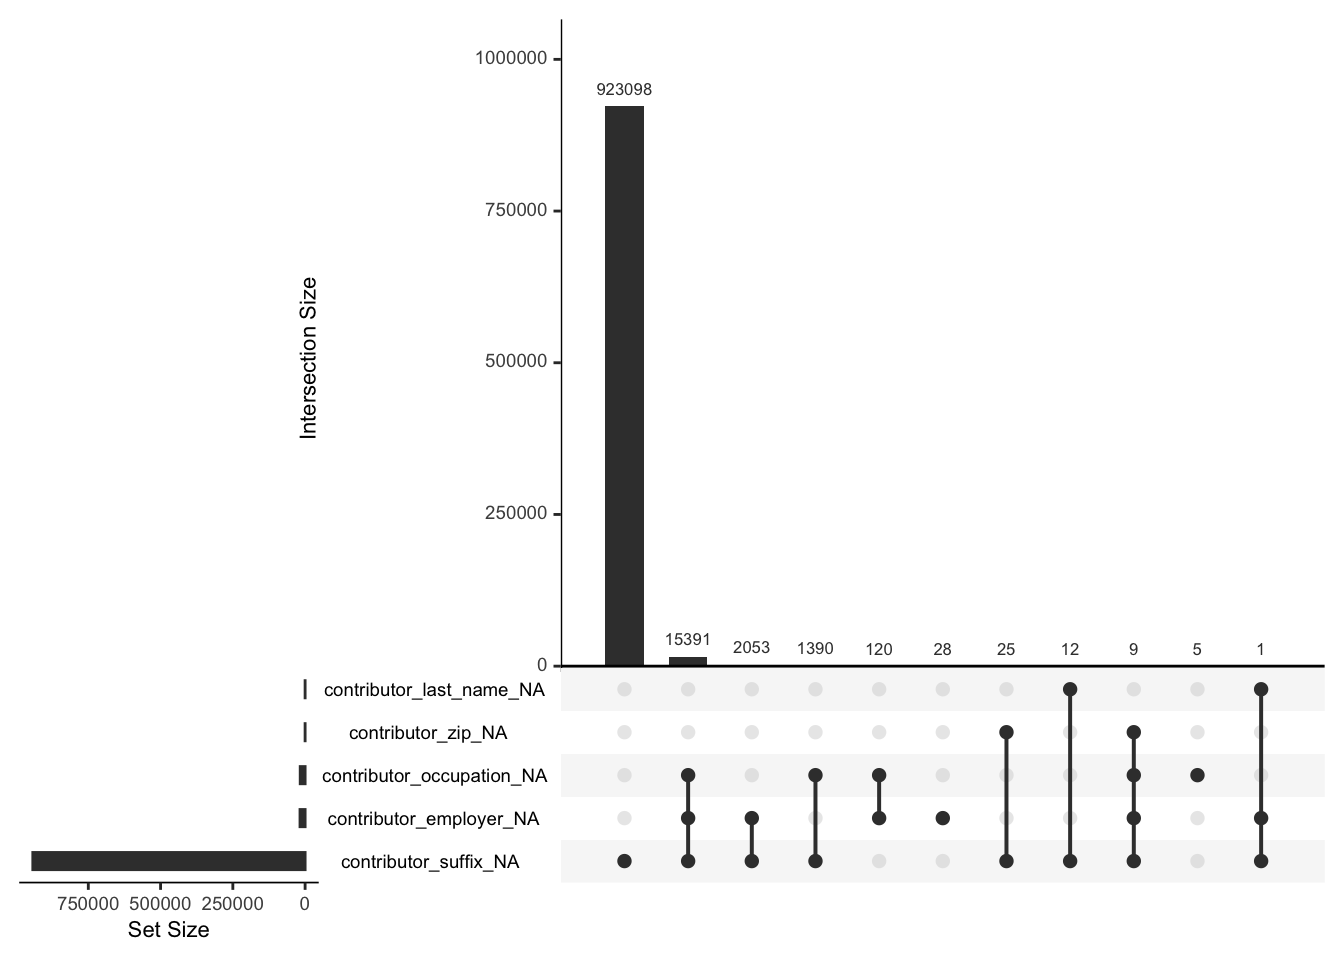 1000000
923098
750000
Intersection Size
500000
250000
0
15391 2053 1390 120 28 25 12 9 5 1
contributor_last_name_NA
contributor_zip_NA
contributor_occupation_NA
contributor_employer_NA
contributor_suffix_NA
750000 500000 250000 0
Set Size